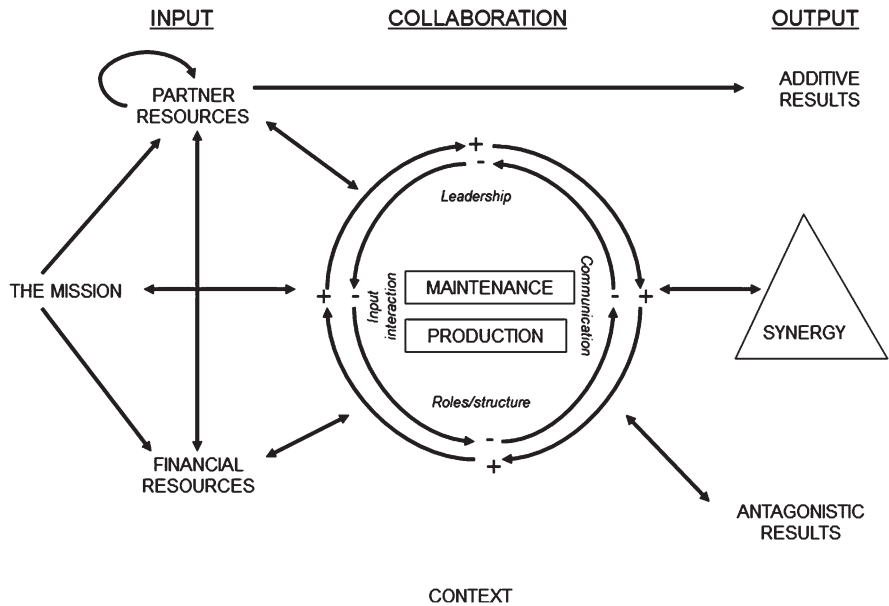 INPUT
COLLABORATION
OUTPUT
PARTNER
RESOURCES
ADDITIVE
RESULTS
+
-
Leadership
THE MISSION
+
-
Input
interaction
MAINTENANCE
PRODUCTION
Communication
-
+
SYNERGY
Roles/structure
-
+
FINANCIAL
RESOURCES
ANTAGONISTIC
RESULTS
CONTEXT